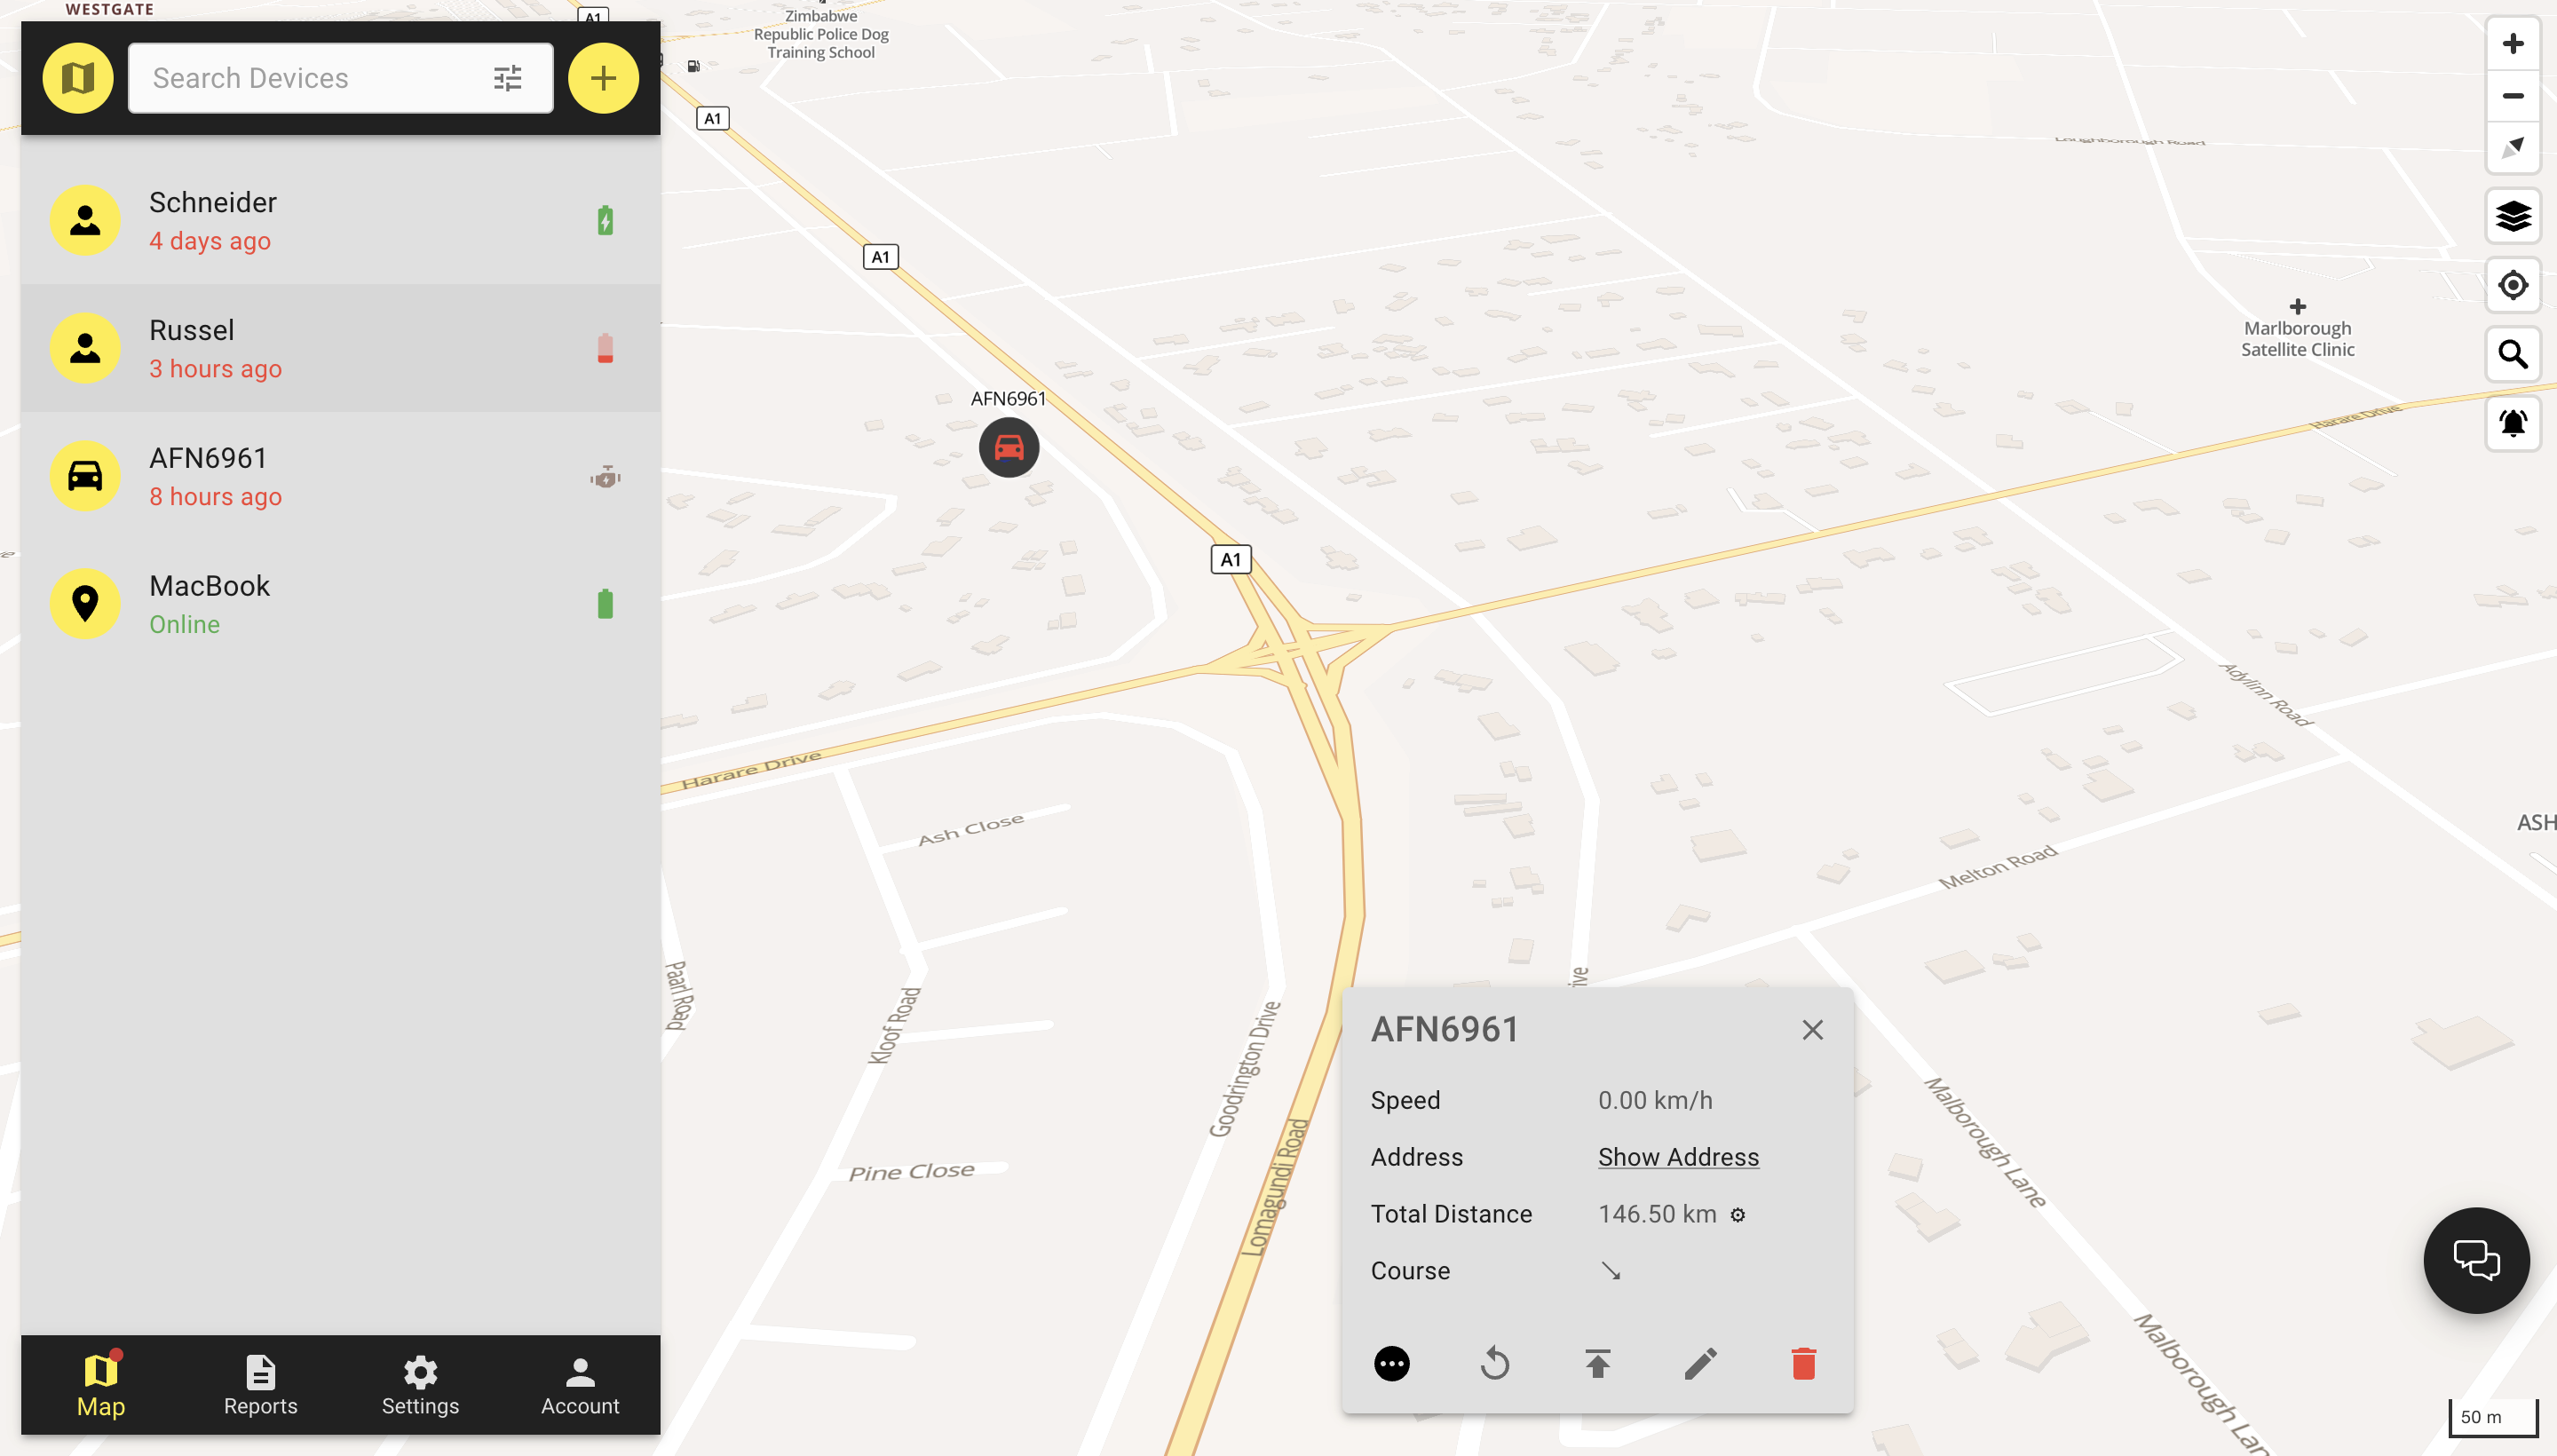 WESTGATE
A1
Zimbabwe
Republic Police Dog
Training School
Search Devices
A1
Loughborough Road
Schneider
4 days ago
A1
Russel
3 hours ago
Marlborough
Satellite Clinic
AFN6961
Harare Drive
AFN6961
8 hours ago
A1
MacBook
Online
Adylinn Road
Harare Drive
Ash Close
ASH
Melton Road
Paarl Road
Kloof Road
Goodrington Drive
ive
AFN6961
Speed
0.00 km/h
Address
Show Address
Total Distance
146.50 km
Course
Malborough Lane
Lomagundi Road
Pine Close
Malborough Lan
Map
Reports
Settings
Account
50 m